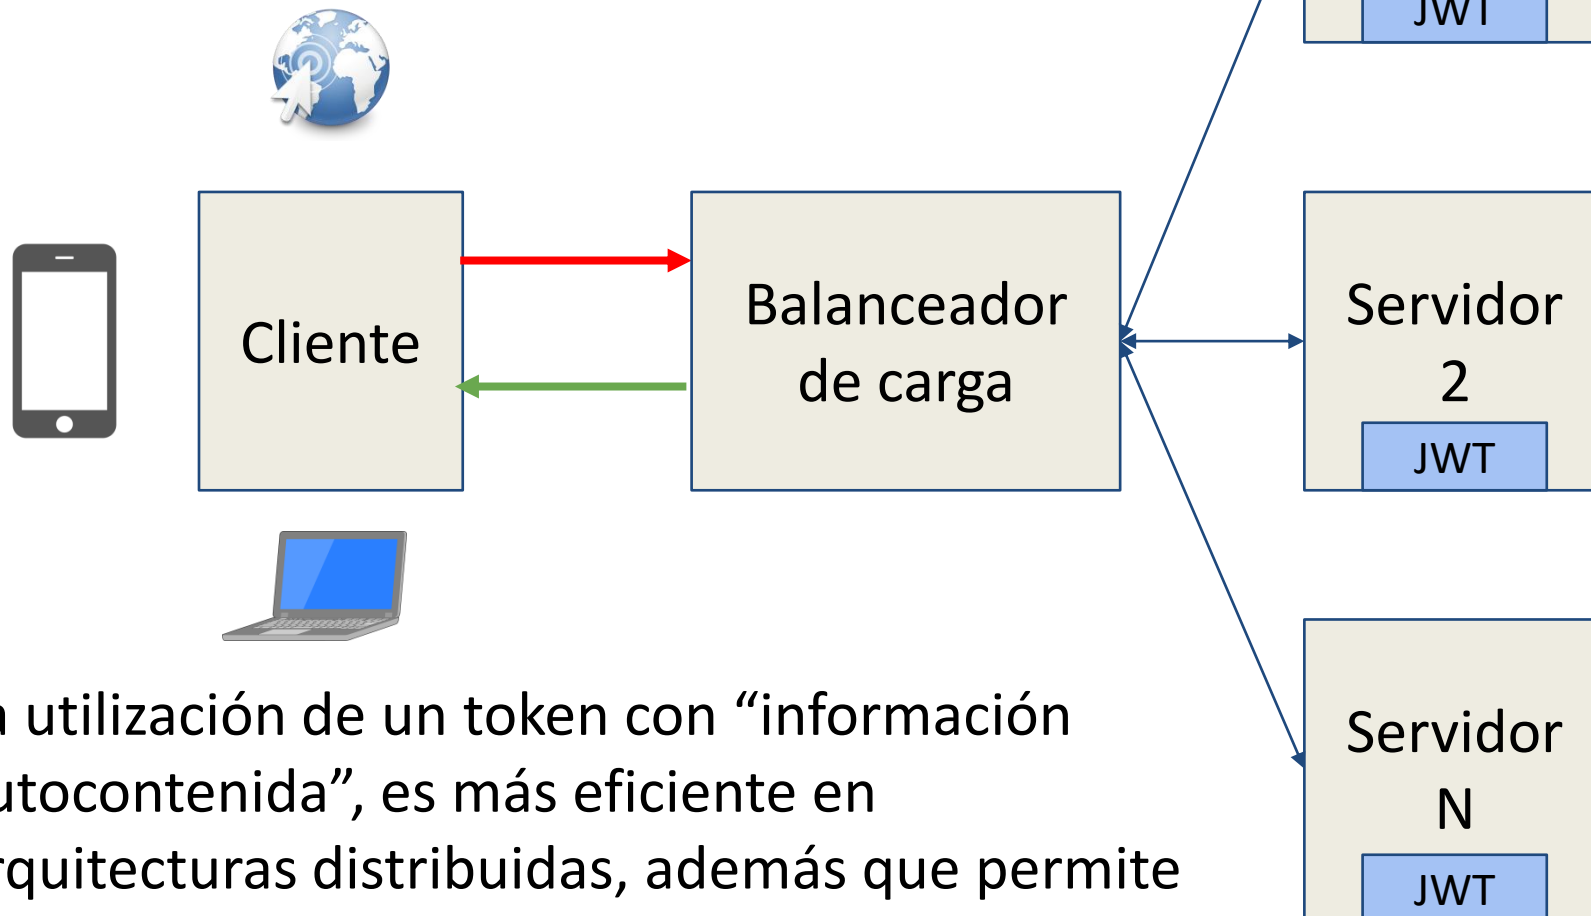 JWT
Cliente
Balanceador
de carga
Servidor
2
JWT
utilización de un token con “información
utocontenida”, es más eficiente en
rquitecturas distribuidas, además que permite
Servidor
N
JWT